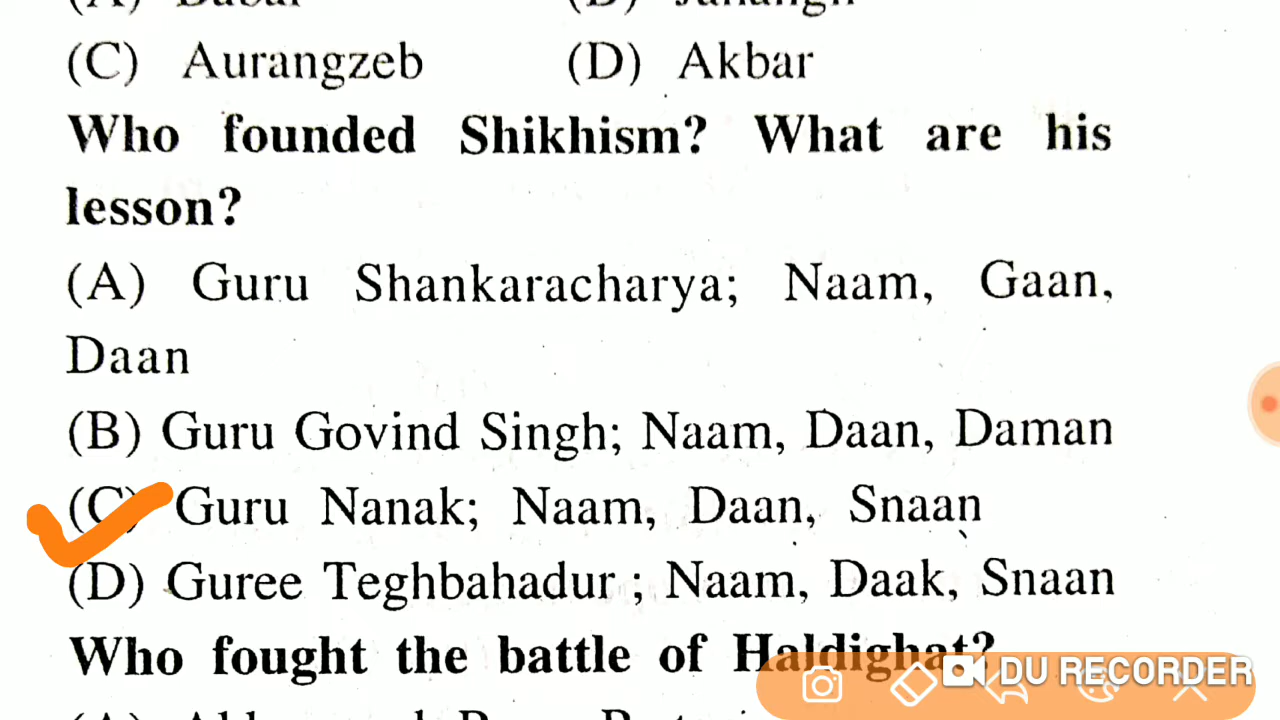 (C) Aurangzeb (D) Akbar
Who founded Shikhism? What are his
lesson?
(A) Guru Shankaracharya; Naam, Gaan,
Daan
(B) Guru Govind Singh; Naam, Daan, Daman
(C) Guru Nanak; Naam, Daan, Snaan
(D) Guree Teghbahadur ; Naam, Daak, Snaan
Who fought the battle of Haldighat?
DU RECORDER